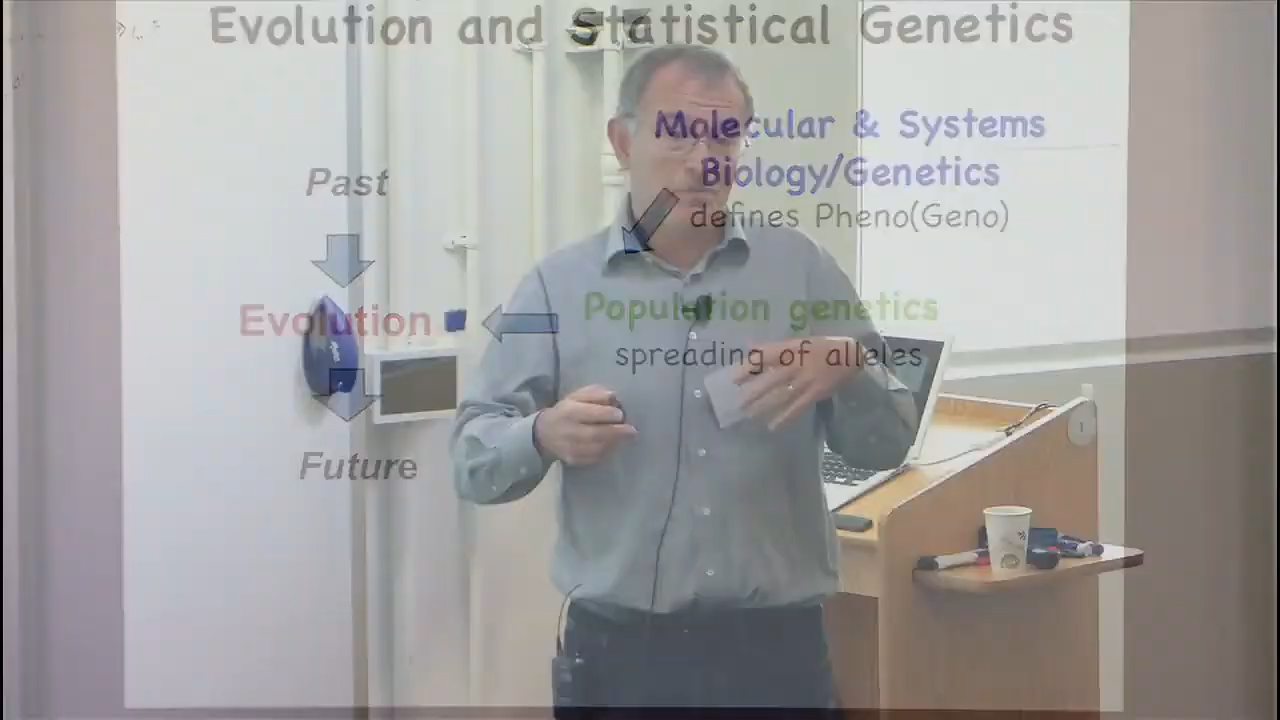 Evolution and Statistical Genetics
Molecular & Systems
Biology/Genetics
defines Pheno(Geno)
Past
Evolution
Population genetics
spreading of alleles
Future